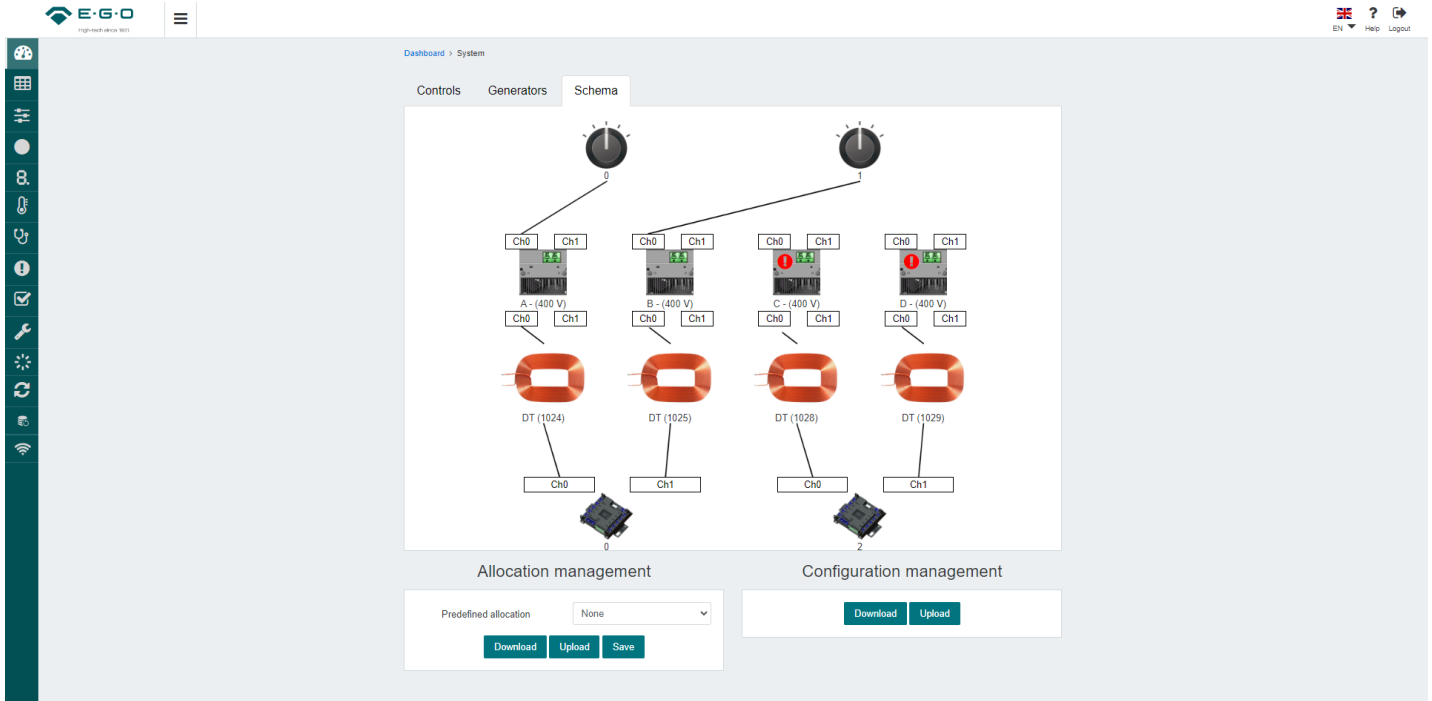 E·G·O
High-tech since 1931
EN
Help
Logout
8.
Dashboard > System
Controls
Generators
Schema
0
1
Ch0 Ch1 Ch0 Ch1 Ch0 Ch1 Ch0 Ch1
A - (400 V) B - (400 V) C - (400 V) D - (400 V)
Ch0 Ch1 Ch0 Ch1 Ch0 Ch1 Ch0 Ch1
DT (1024) DT (1025) DT (1028) DT (1029)
Ch0 Ch1 Ch0 Ch1
0 2
Allocation management
Predefined allocation None
Download Upload Save
Configuration management
Download Upload